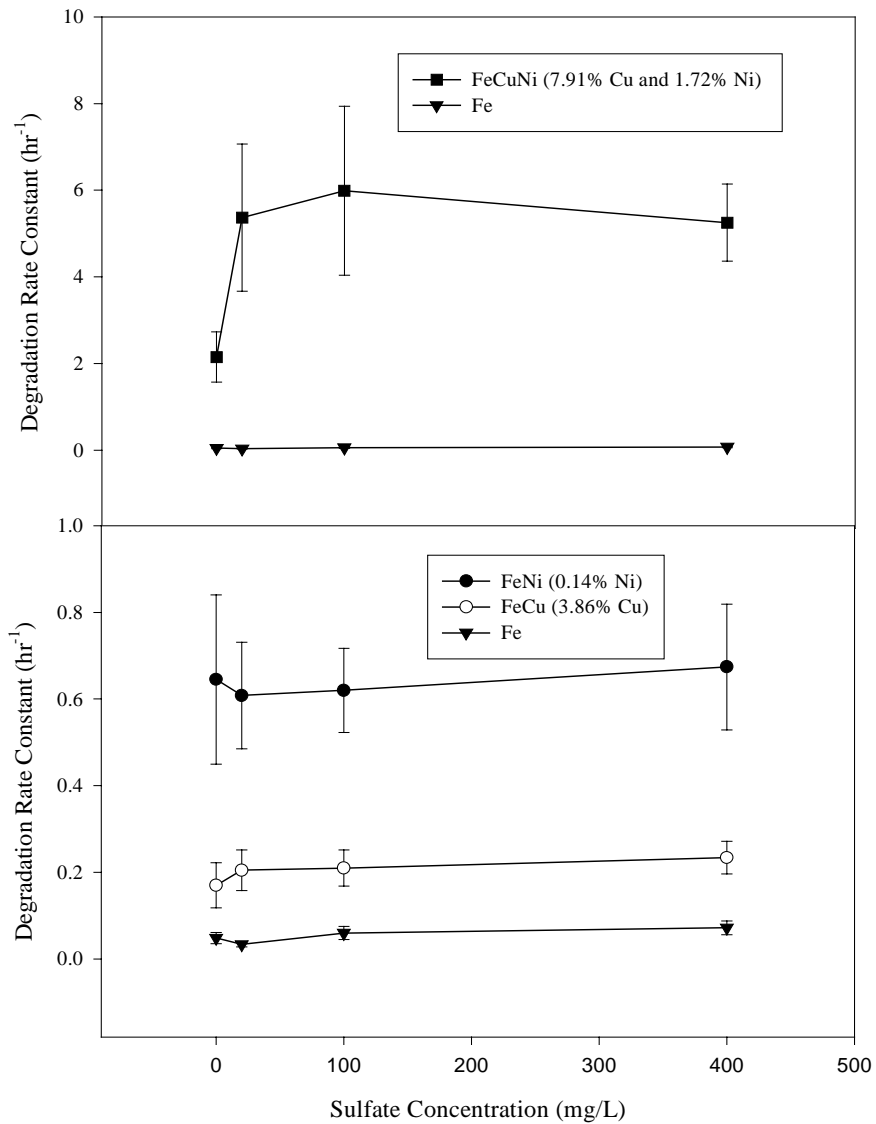 10
8
6
4
2
0
Degradation Rate Constant (hr⁻¹)
FeCuNi (7.91% Cu and 1.72% Ni)
Fe
1.0
0.8
0.6
0.4
0.2
0.0
Degradation Rate Constant (hr⁻¹)
FeNi (0.14% Ni)
FeCu (3.86% Cu)
Fe
0 100 200 300 400 500
Sulfate Concentration (mg/L)